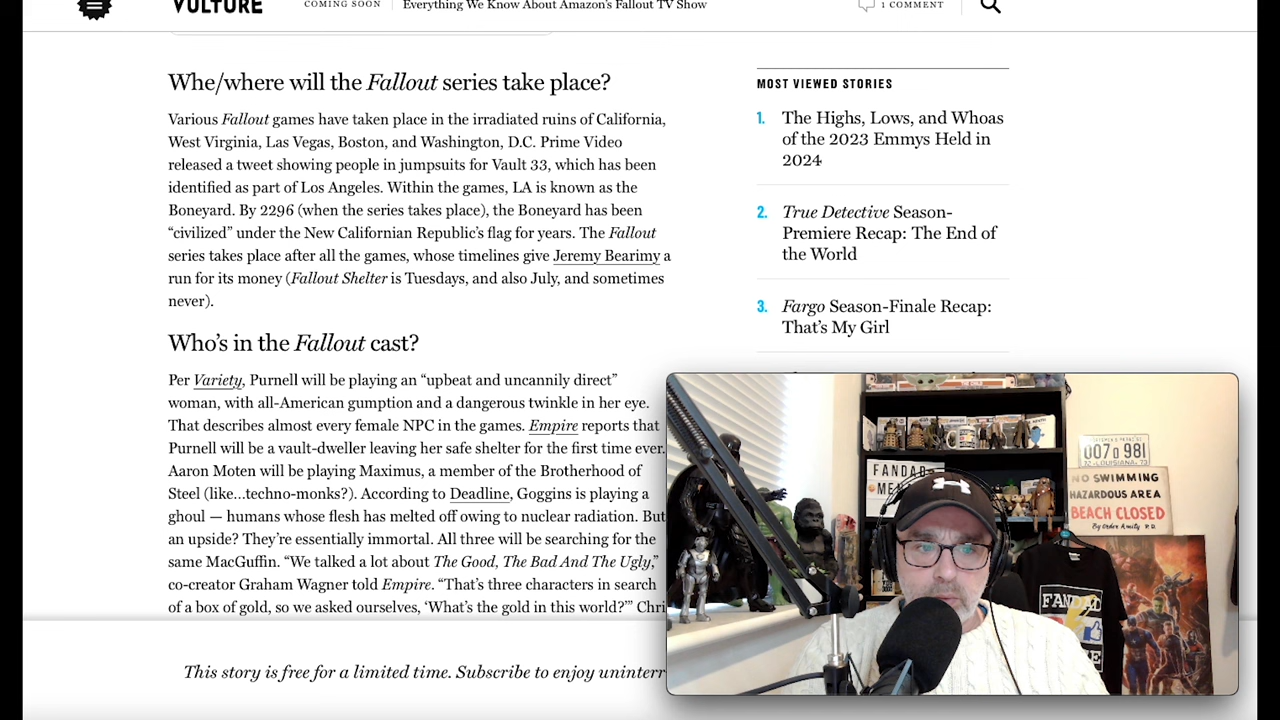 VULTURE
COMING SOON
Everything We Know About Amazon's Fallout TV Show
1 COMMENT
Whe/where will the Fallout series take place?
Various Fallout games have taken place in the irradiated ruins of California,
West Virginia, Las Vegas, Boston, and Washington, D.C. Prime Video
released a tweet showing people in jumpsuits for Vault 33, which has been
identified as part of Los Angeles. Within the games, LA is known as the
Boneyard. By 2296 (when the series takes place), the Boneyard has been
“civilized” under the New Californian Republic’s flag for years. The Fallout
series takes place after all the games, whose timelines give Jeremy Bearimy a
run for its money (Fallout Shelter is Tuesdays, and also July, and sometimes
never).
Who’s in the Fallout cast?
Per Variety, Purnell will be playing an “upbeat and uncannily direct”
woman, with all-American gumption and a dangerous twinkle in her eye.
That describes almost every female NPC in the games. Empire reports that
Purnell will be a vault-dweller leaving her safe shelter for the first time ever.
Aaron Moten will be playing Maximus, a member of the Brotherhood of
Steel (like...techno-monks?). According to Deadline, Goggins is playing a
ghoul — humans whose flesh has melted off owing to nuclear radiation. But
an upside? They’re essentially immortal. All three will be searching for the
same MacGuffin. “We talked a lot about The Good, The Bad And The Ugly,”
co-creator Graham Wagner told Empire. “That’s three characters in search
of a box of gold, so we asked ourselves, ‘What’s the gold in this world?’” Chri
This story is free for a limited time. Subscribe to enjoy uninterr
MOST VIEWED STORIES
1. The Highs, Lows, and Whoas
of the 2023 Emmys Held in
2024
2. True Detective Season-
Premiere Recap: The End of
the World
3. Fargo Season-Finale Recap:
That’s My Girl
THE CHILD
FANDAD
007 981
NO SWIMMING
HAZARDOUS AREA
BEACH CLOSED
By Order Amity P.D.
FANDAD